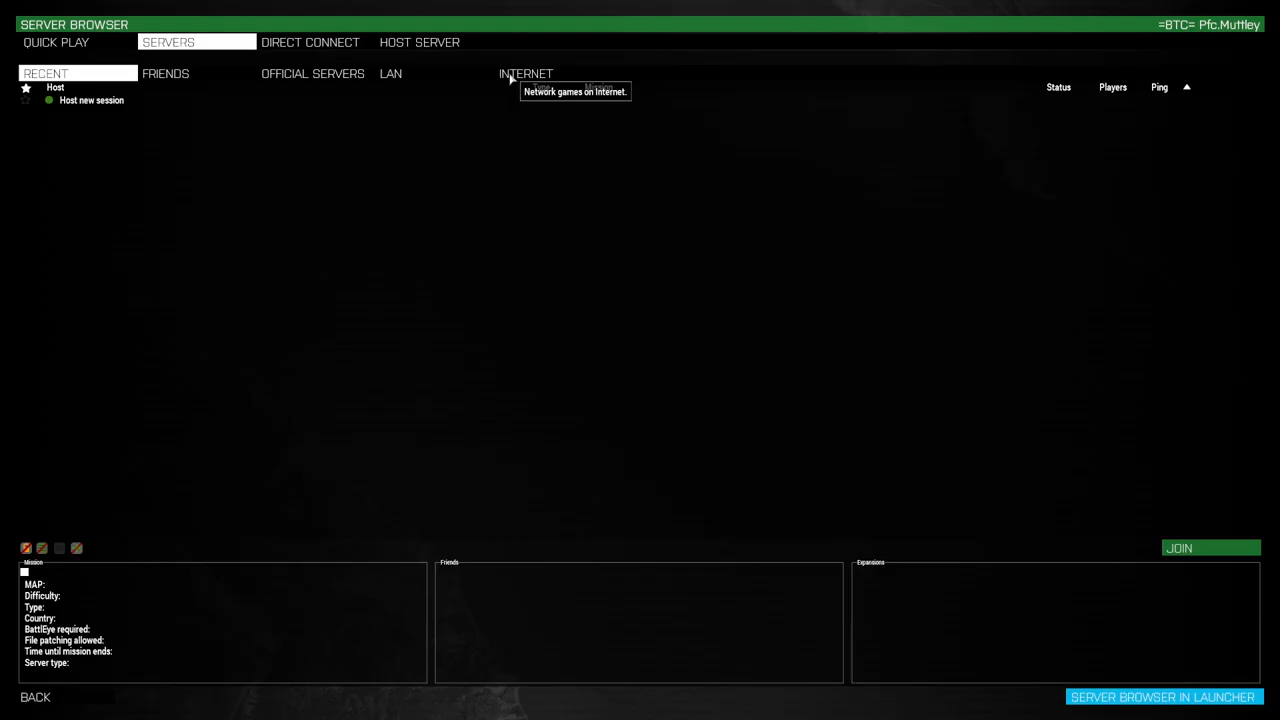 SERVER BROWSER =BTC= Pfc.Muttley
QUICK PLAY SERVERS DIRECT CONNECT HOST SERVER
RECENT FRIENDS OFFICIAL SERVERS LAN INTERNET
Host Type Mission Status Players Ping
Network games on Internet.
Host new session
JOIN
Mission Friends Expansions
MAP:
Difficulty:
Type:
Country:
BattlEye required:
File patching allowed:
Time until mission ends:
Server type:
BACK SERVER BROWSER IN LAUNCHER